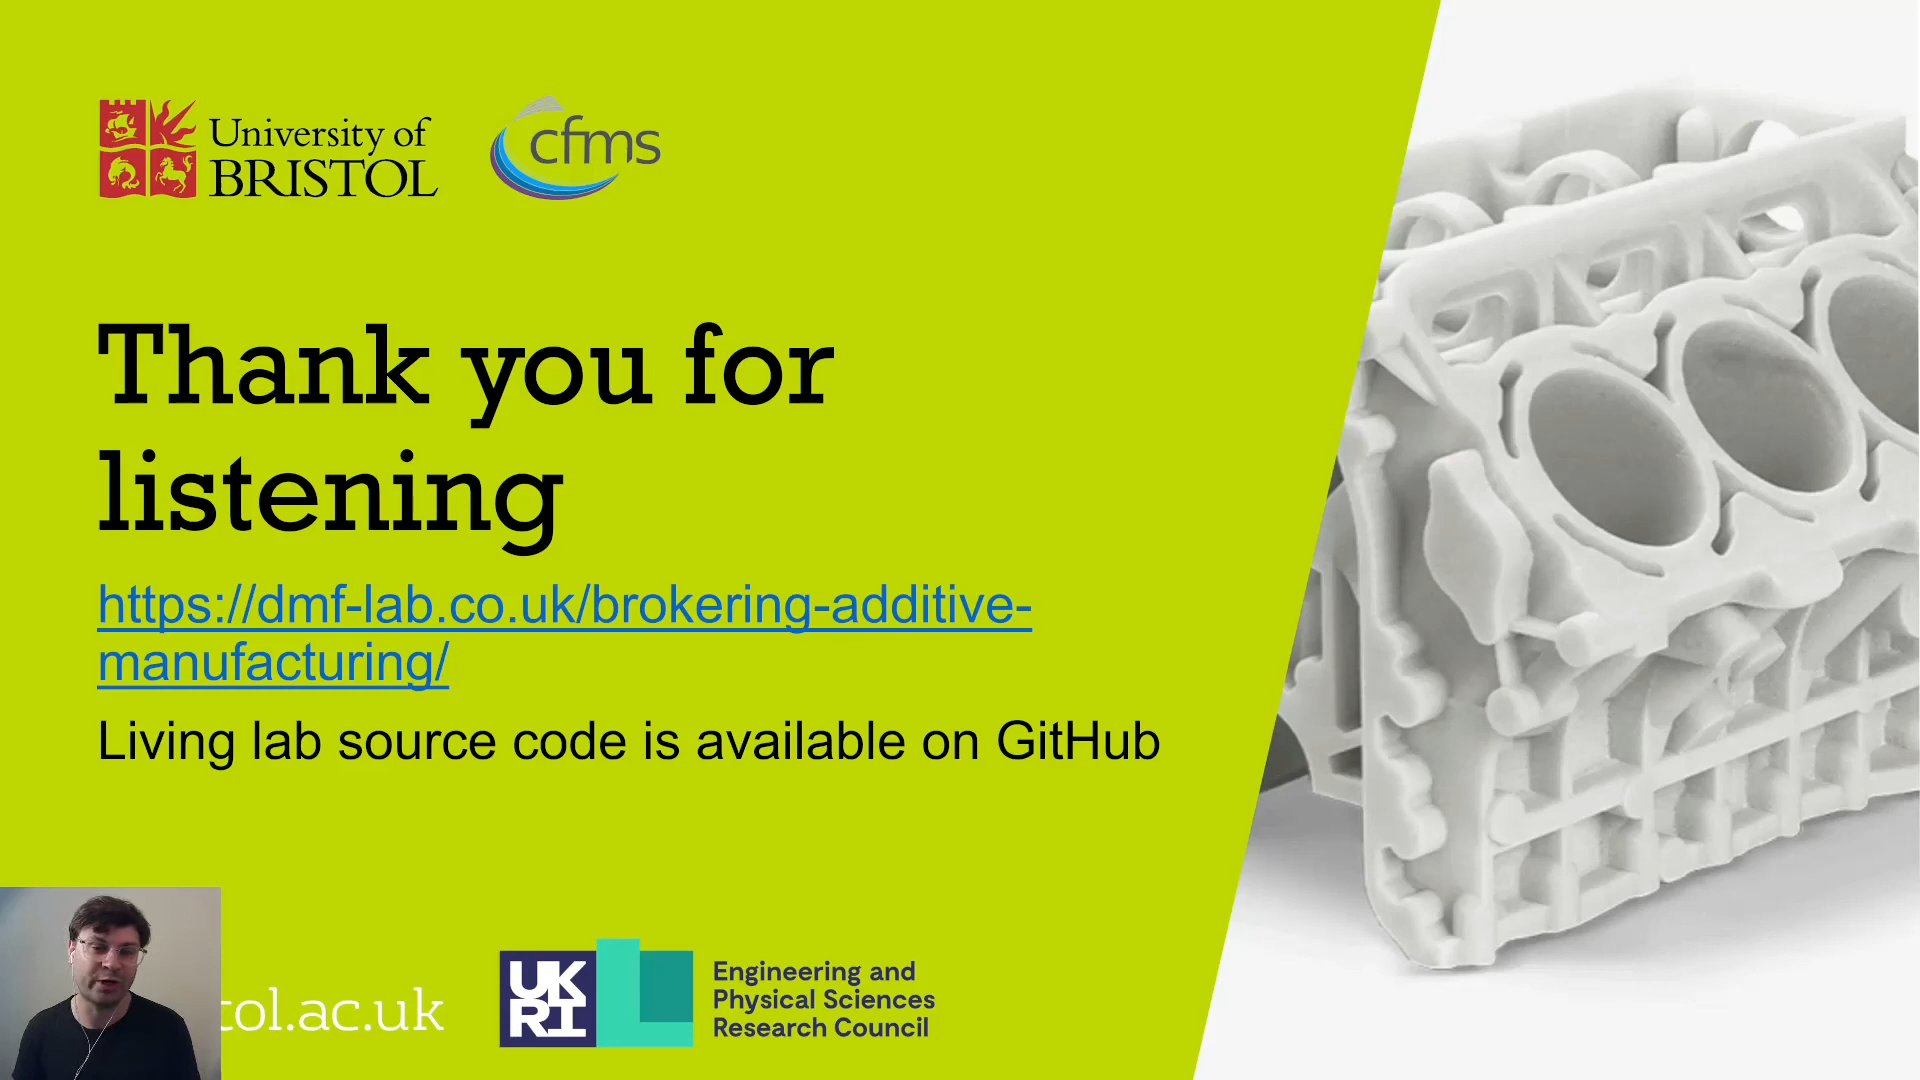 University of
BRISTOL
cfms
Thank you for
listening
https://dmf-lab.co.uk/brokering-additive-
manufacturing/
Living lab source code is available on GitHub
tol.ac.uk
UK
RI
Engineering and
Physical Sciences
Research Council